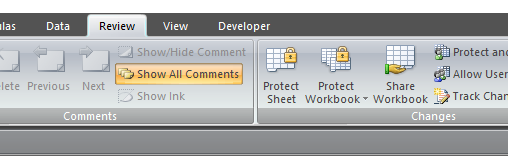 ulas Data Review View Developer
Show/Hide Comment
Show All Comments
Show Ink
lete Previous Next
Comments
Protect Sheet
Protect Workbook
Share Workbook
Protect and
Allow User
Track Chan
Changes